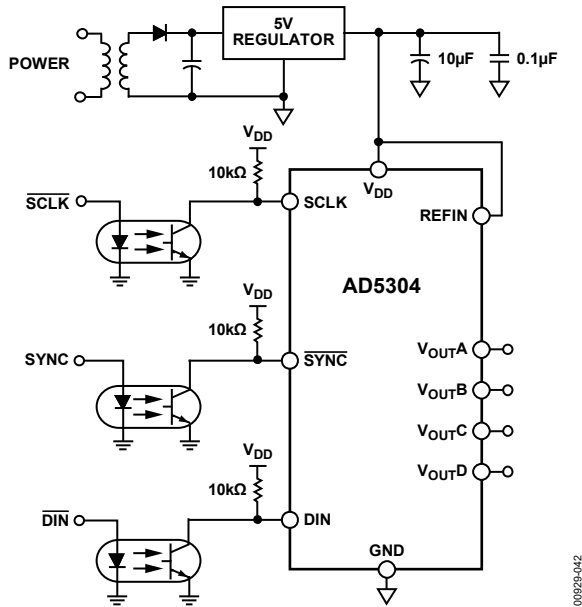 5V
REGULATOR
POWER
10µF
0.1µF
VDD
10kΩ
SCLK
SCLK
VDD
REFIN
AD5304
VDD
10kΩ
SYNC
SYNC
VOUTA
VOUTB
VOUTC
VOUTD
VDD
10kΩ
DIN
DIN
GND
00929-042